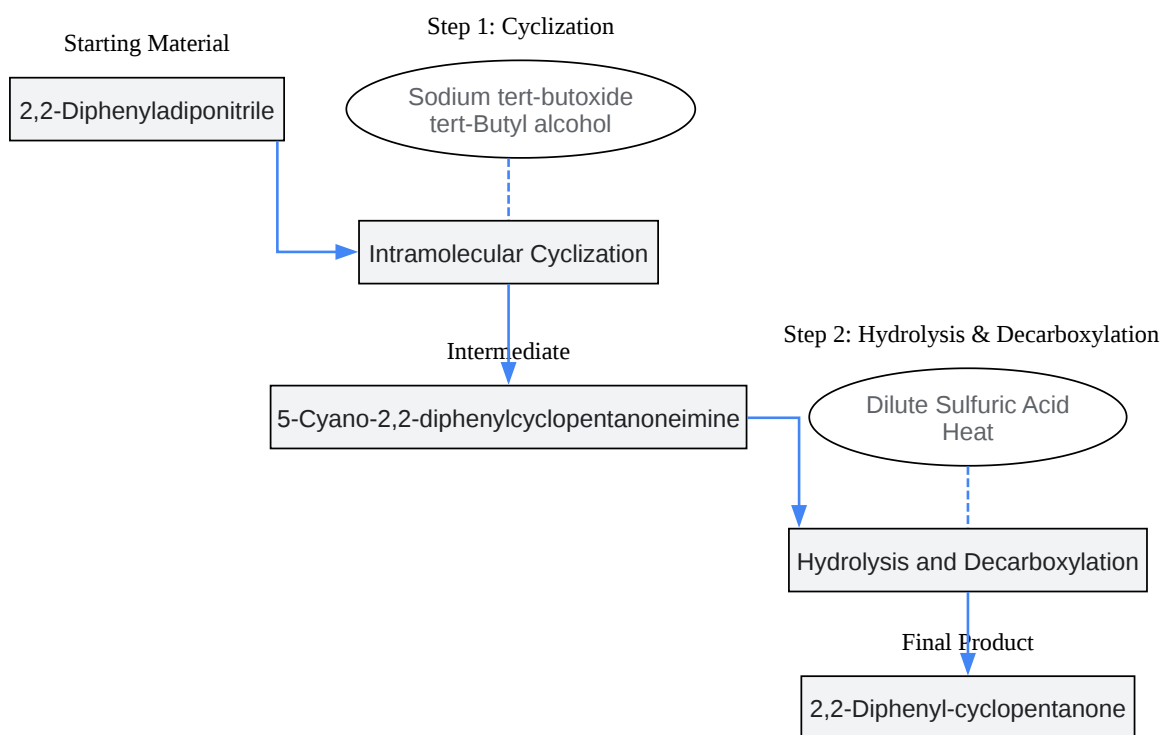 Starting Material
2,2-Diphenyladiponitrile
Step 1: Cyclization
Sodium tert-butoxide
tert-Butyl alcohol
Intramolecular Cyclization
Intermediate
5-Cyano-2,2-diphenylcyclopentanoneimine
Step 2: Hydrolysis & Decarboxylation
Dilute Sulfuric Acid
Heat
Hydrolysis and Decarboxylation
Final Product
2,2-Diphenyl-cyclopentanone